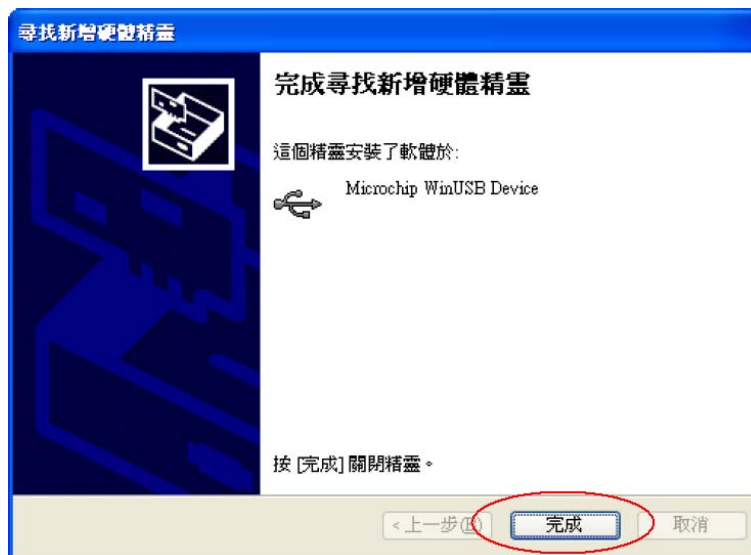 尋找新增硬體精靈
完成尋找新增硬體精靈
這個精靈安裝了軟體於:
Microchip WinUSB Device
按 [完成] 關閉精靈。
< 上一步(B) 完成 取消